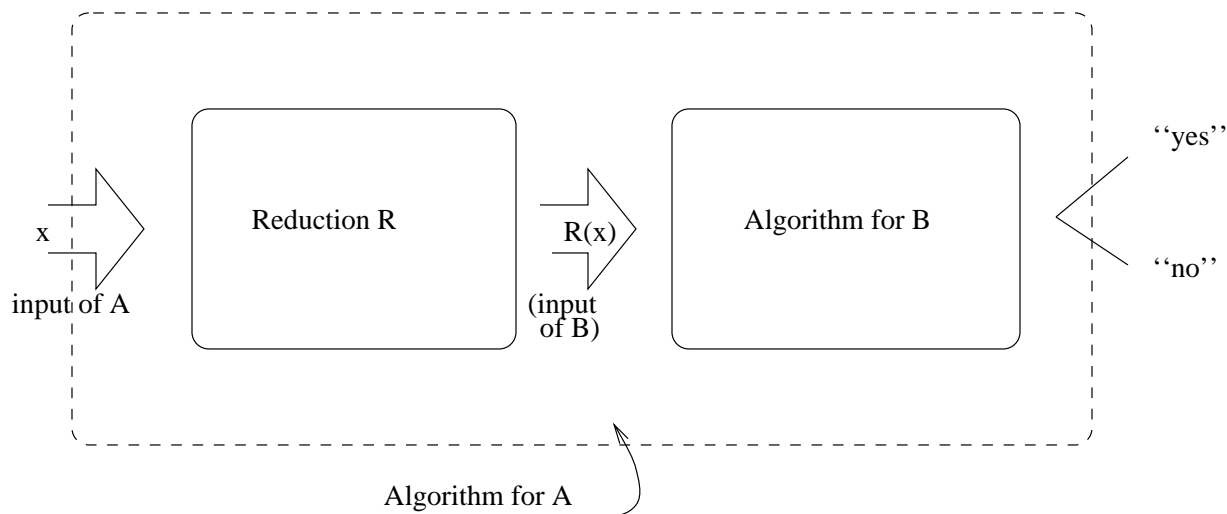 ‘‘yes’’
Reduction R
Algorithm for B
x
R(x)
‘‘no’’
input of A
(input
of B)
Algorithm for A